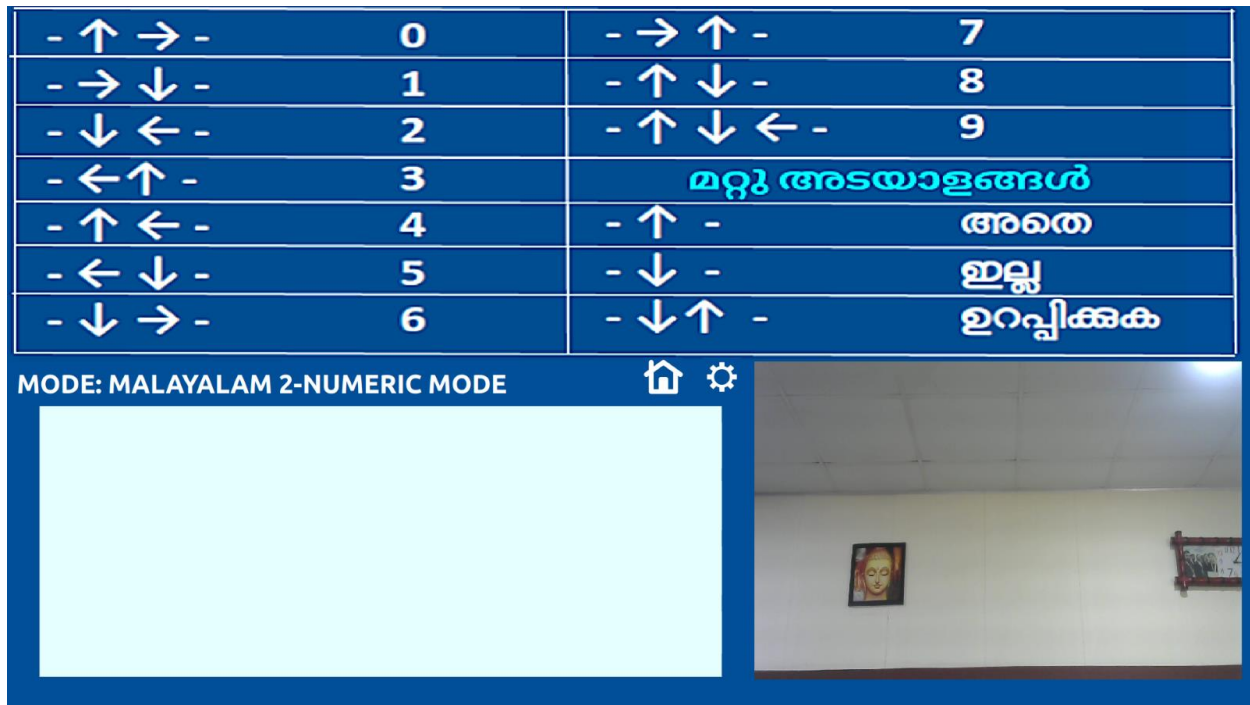 - ↑ → - 0
- → ↓ - 1
- ↓ ← - 2
- ← ↑ - 3
- ↑ ← - 4
- ← ↓ - 5
- ↓ → - 6
- → ↑ - 7
- ↑ ↓ - 8
- ↑ ↓ ← - 9
മറ്റു അടയാളങ്ങൾ
- ↑ - അതെ
- ↓ - ഇല്ല
- ↓ ↑ - ഉറപ്പിക്കുക
MODE: MALAYALAM 2-NUMERIC MODE